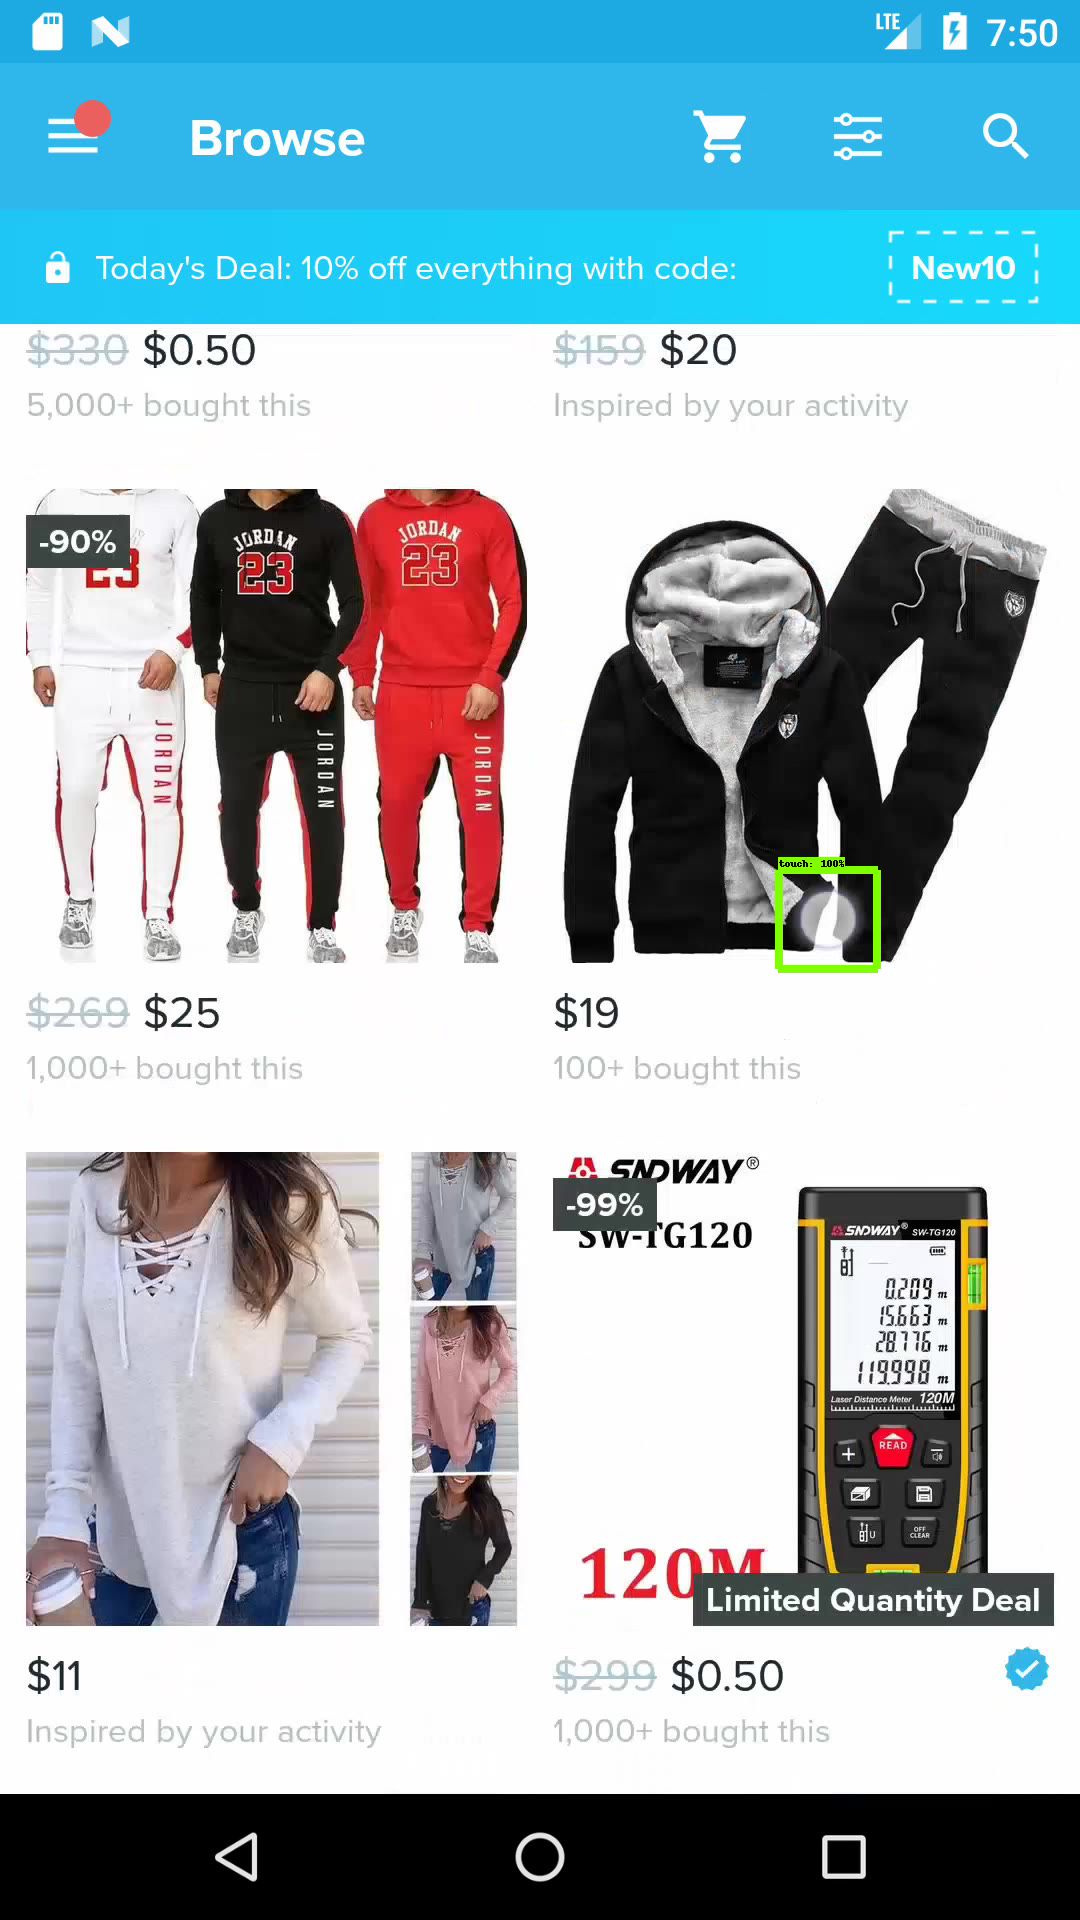 LTE 7:50
Browse
Today's Deal: 10% off everything with code: New10
$330 $0.50
5,000+ bought this
$159 $20
Inspired by your activity
-90%
23
JORDAN
23
JORDAN
23
JORDAN
JORDAN
JORDAN
touch: 100%
$269 $25
1,000+ bought this
$19
100+ bought this
SNDWAY®
-99%
SW-TG120
SNDWAY® SW-TG120
0.209 m
15.663 m
28.776 m
119.998 m
Laser Distance Meter 120M
READ
U
OFF
CLEAR
120M
Limited Quantity Deal
$11
Inspired by your activity
$299 $0.50
1,000+ bought this